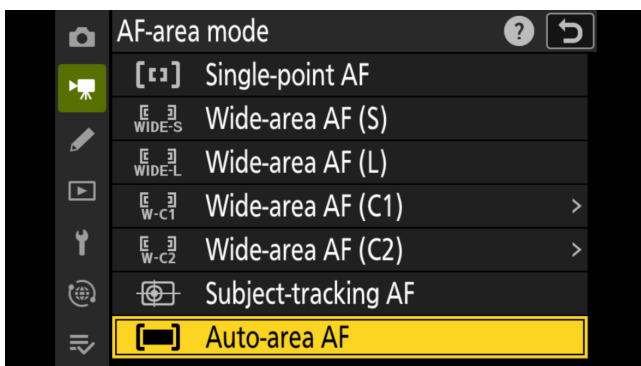 AF-area mode ?
[ ] Single-point AF
WIDE-S Wide-area AF (S)
WIDE-L Wide-area AF (L)
W-C1 Wide-area AF (C1) >
W-C2 Wide-area AF (C2) >
Subject-tracking AF
Auto-area AF